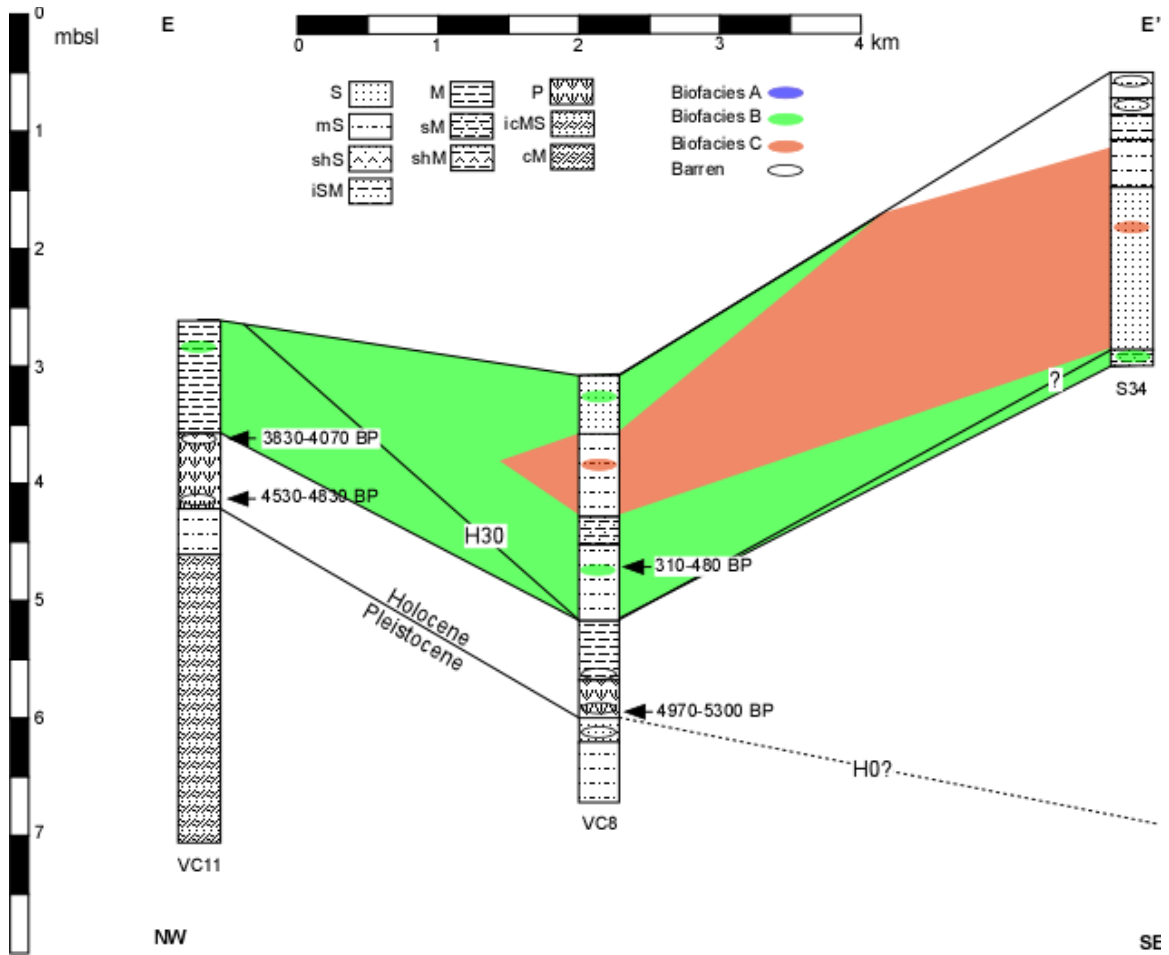 0
mbsl
E
E'
0
1
2
3
4
km
S
M
P
Biofacies A
mS
sM
icMS
Biofacies B
shS
shM
cM
Biofacies C
iSM
Barren
1
2
3
4
5
6
7
?
S34
3830-4070 BP
4530-4839 BP
H30
310-480 BP
Holocene
Pleistocene
4970-5300 BP
H0?
VC8
VC11
NW
SE